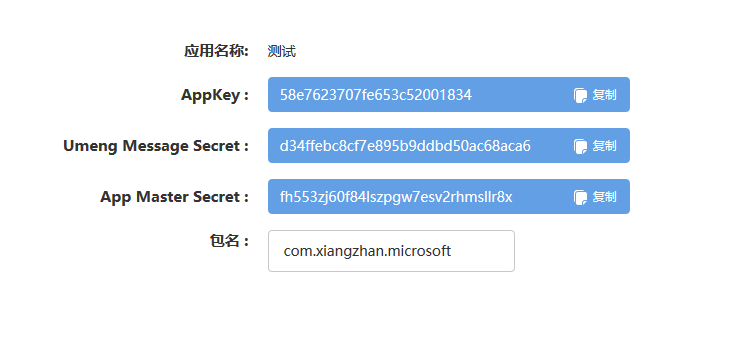 应用名称: 测试
AppKey : 58e7623707fe653c52001834 复制
Umeng Message Secret : d34ffebc8cf7e895b9ddbd50ac68aca6 复制
App Master Secret : fh553zj60f84lszpgw7esv2rhmsllr8x 复制
包名 : com.xiangzhan.microsoft